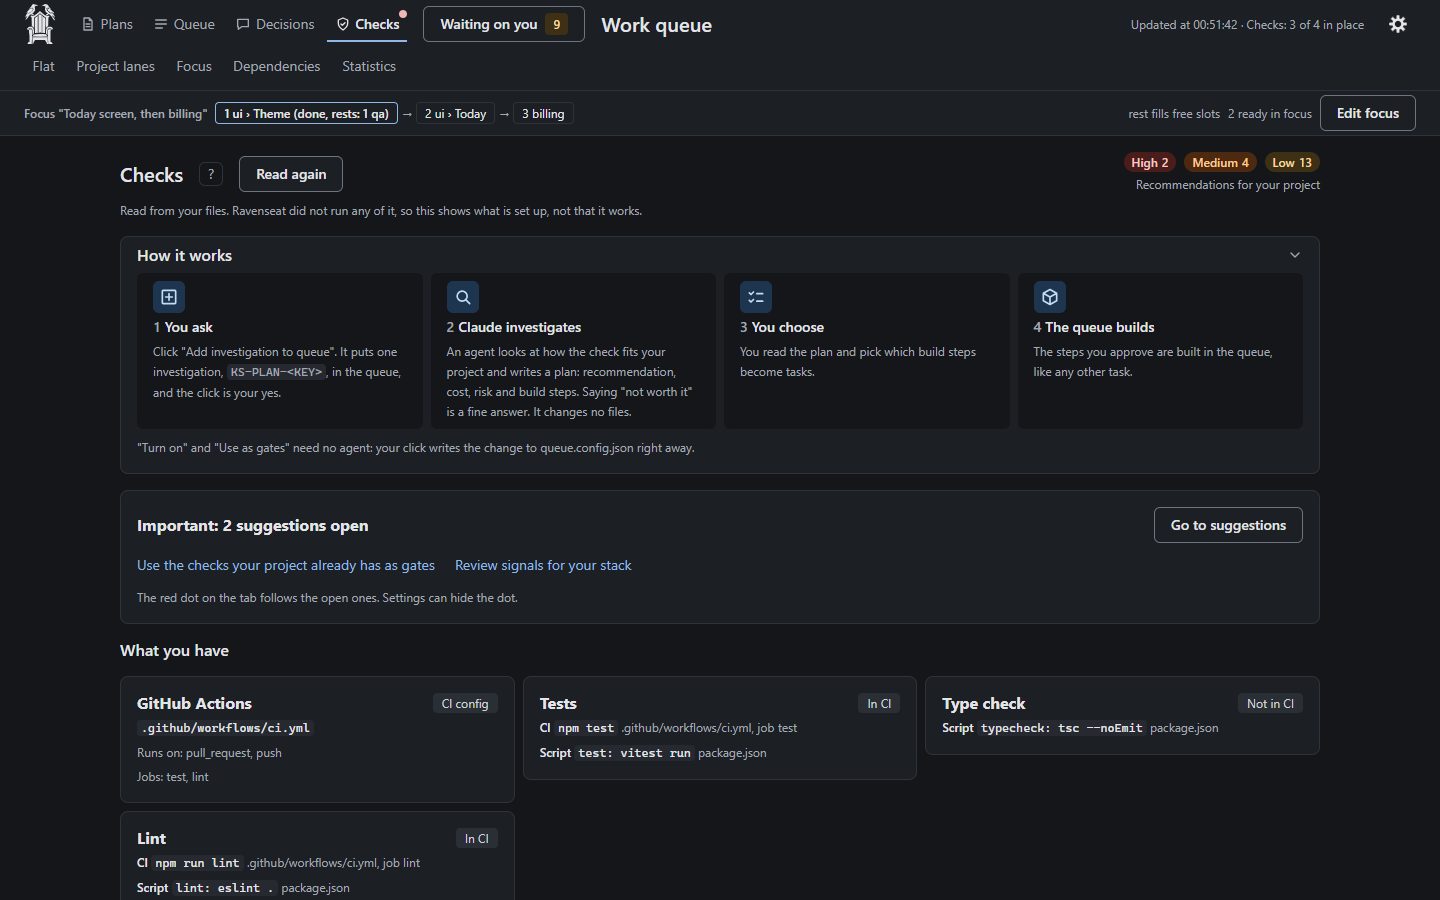 Plans
Queue
Decisions
Checks
Waiting on you 9
Work queue
Updated at 00:51:42 · Checks: 3 of 4 in place
Flat
Project lanes
Focus
Dependencies
Statistics
Focus "Today screen, then billing"
1 ui › Theme (done, rests: 1 qa) → 2 ui › Today → 3 billing
rest fills free slots
2 ready in focus
Edit focus
Checks
?
Read again
High 2
Medium 4
Low 13
Recommendations for your project
Read from your files. Ravenseat did not run any of it, so this shows what is set up, not that it works.
How it works
1 You ask
Click "Add investigation to queue". It puts one
investigation, KS-PLAN-<KEY>, in the queue,
and the click is your yes.
2 Claude investigates
An agent looks at how the check fits your
project and writes a plan: recommendation,
cost, risk and build steps. Saying "not worth it"
is a fine answer. It changes no files.
3 You choose
You read the plan and pick which build steps
become tasks.
4 The queue builds
The steps you approve are built in the queue,
like any other task.
"Turn on" and "Use as gates" need no agent: your click writes the change to queue.config.json right away.
Important: 2 suggestions open
Go to suggestions
Use the checks your project already has as gates
Review signals for your stack
The red dot on the tab follows the open ones. Settings can hide the dot.
What you have
GitHub Actions
CI config
.github/workflows/ci.yml
Runs on: pull_request, push
Jobs: test, lint
Tests
In CI
CI npm test .github/workflows/ci.yml, job test
Script test: vitest run package.json
Type check
Not in CI
Script typecheck: tsc --noEmit package.json
Lint
In CI
CI npm run lint .github/workflows/ci.yml, job lint
Script lint: eslint . package.json